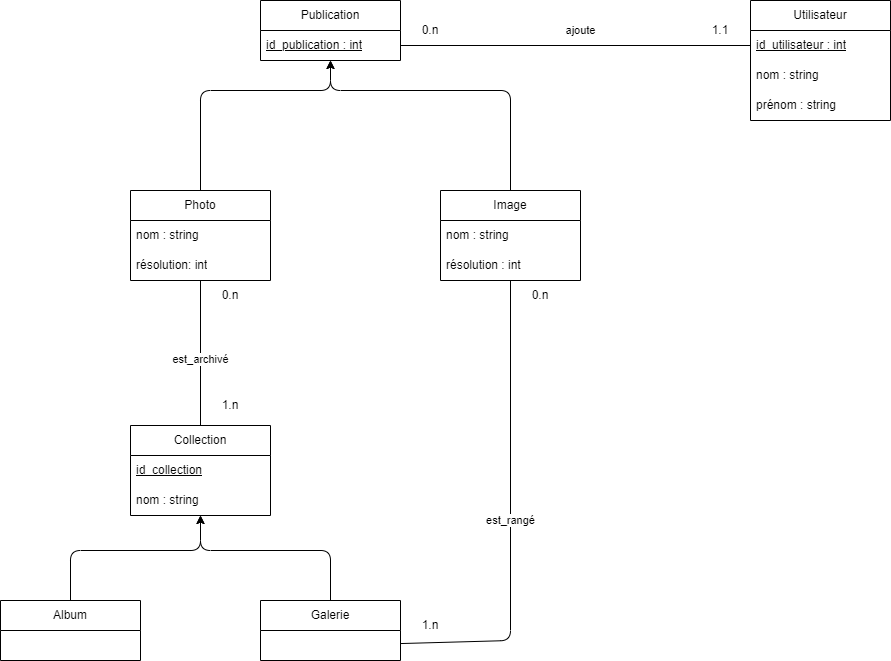 Publication
id_publication : int
0.n
ajoute
1.1
Utilisateur
id_utilisateur : int
nom : string
prénom : string
Photo
nom : string
résolution: int
Image
nom : string
résolution : int
0.n
0.n
est_archivé
1.n
Collection
id_collection
nom : string
est_rangé
Album
Galerie
1.n